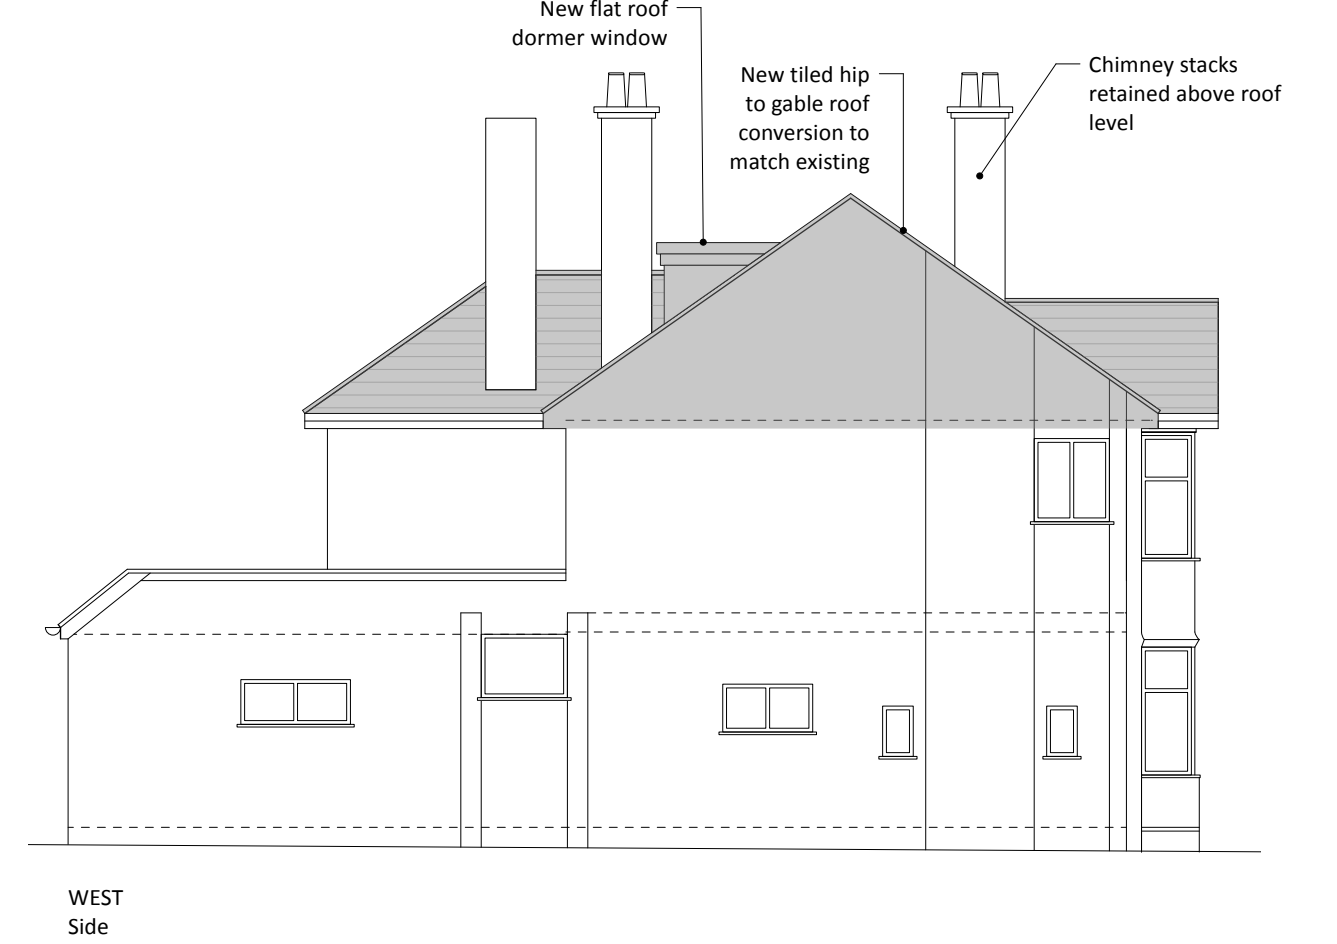 New flat roof
dormer window
New tiled hip
to gable roof
conversion to
match existing
Chimney stacks
retained above roof
level
WEST
Side